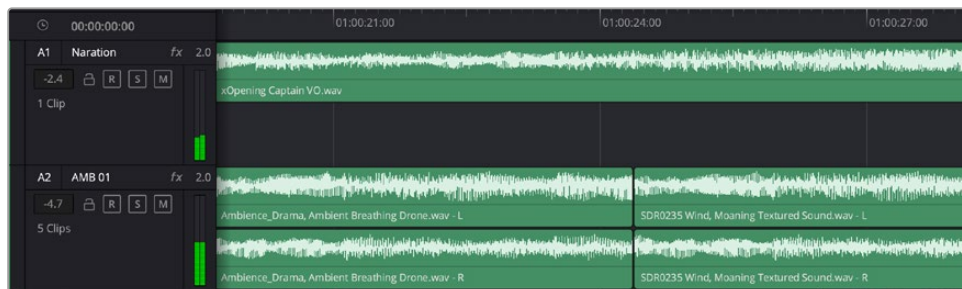 00:00:00:00 01:00:21:00 01:00:24:00 01:00:27:00
A1 Naration fx 2.0
-2.4 R S M
xOpening Captain VO.wav
1 Clip
A2 AMB 01 fx 2.0
-4.7 R S M
Ambience_Drama, Ambient Breathing Drone.wav - L SDR0235 Wind, Moaning Textured Sound.wav - L
5 Clips
Ambience_Drama, Ambient Breathing Drone.wav - R SDR0235 Wind, Moaning Textured Sound.wav - R